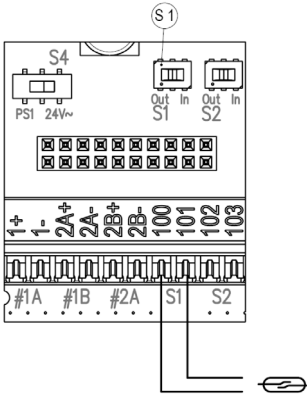 S 1
S4
PS1 24V~
Out In Out In
S1 S2
1+ 1- 2A+ 2A- 2B+ 2B- 100 101 102 103
#1A #1B #2A S1 S2